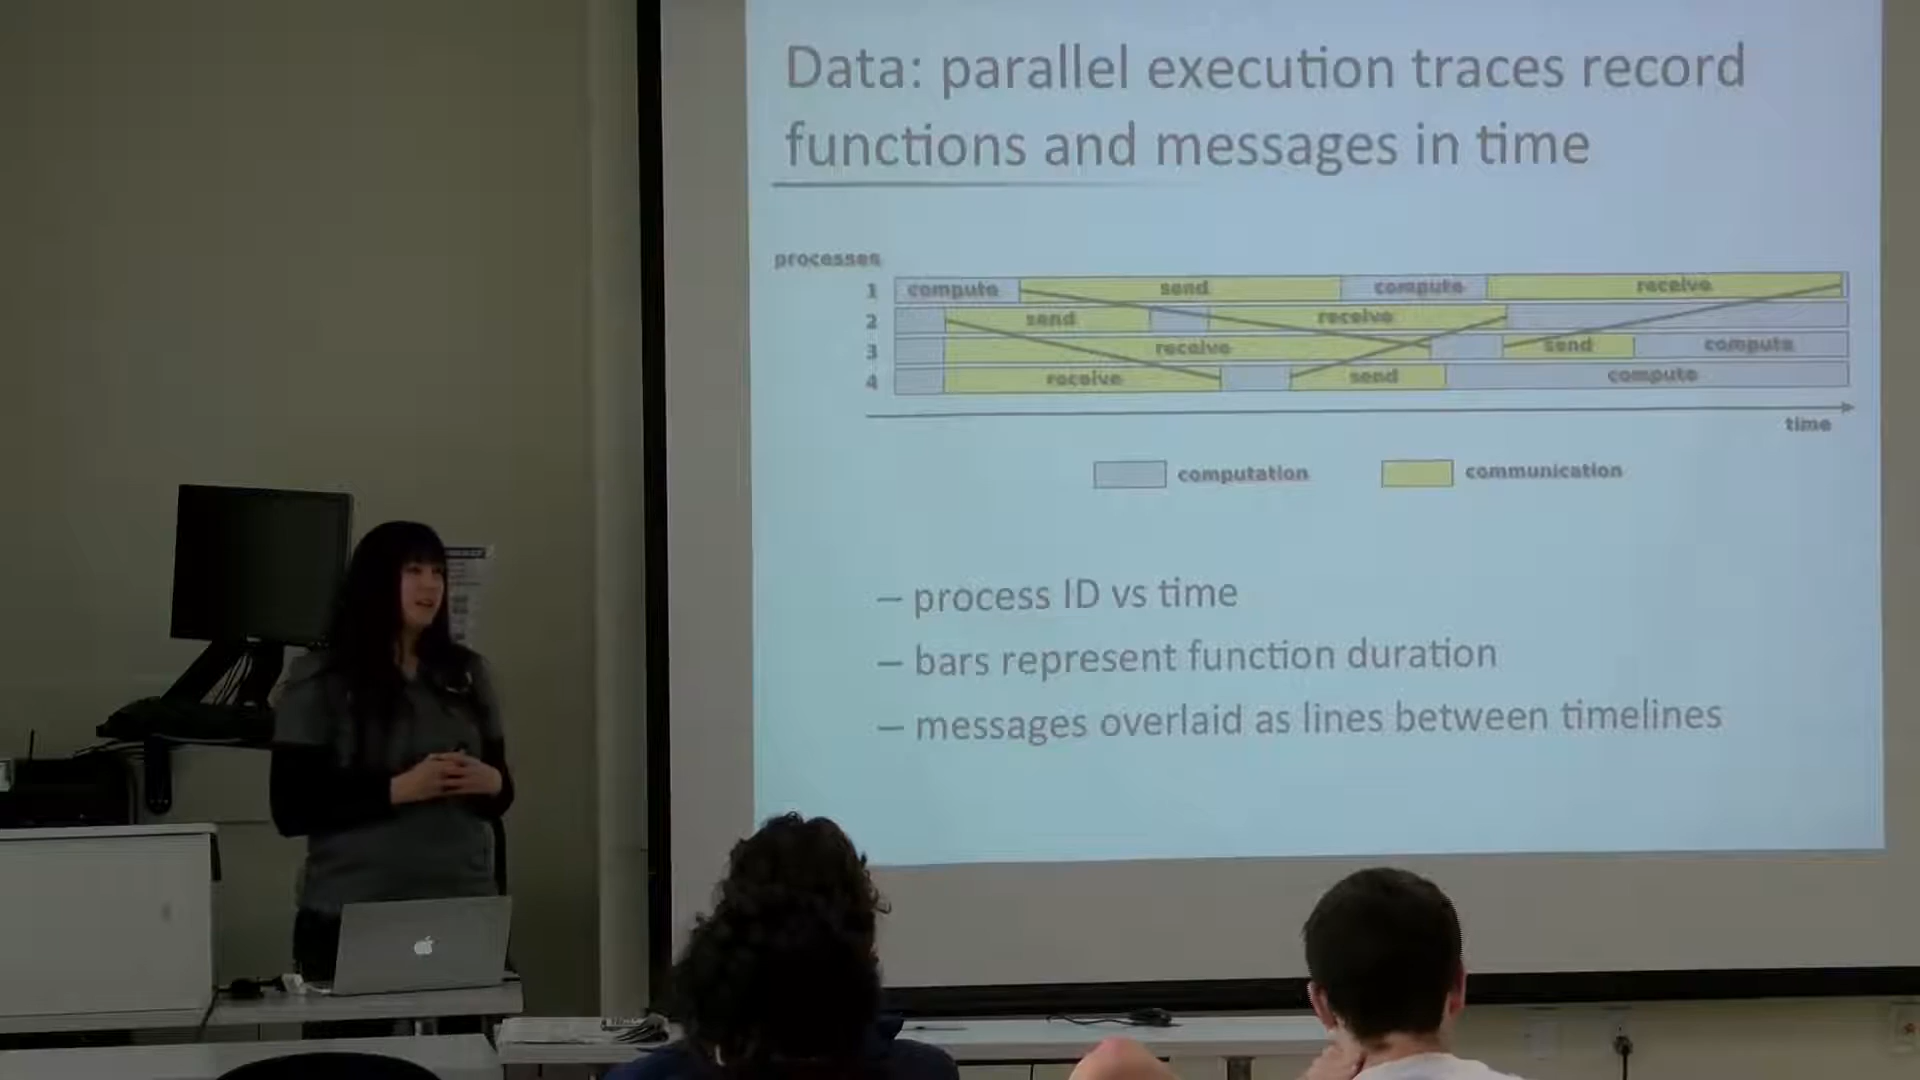 Data: parallel execution traces record
functions and messages in time
processes
1 compute send compute receive
2 send receive
3 receive send compute
4 receive send compute
time
computation communication
– process ID vs time
– bars represent function duration
– messages overlaid as lines between timelines